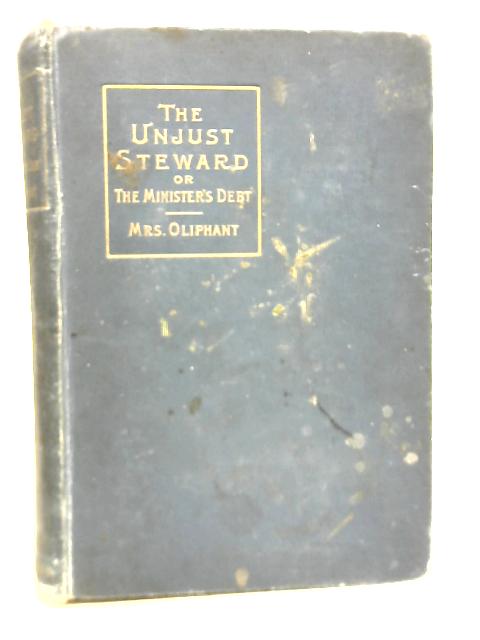 THE
UNJUST
STEWARD
OR
THE MINISTER'S DEBT
MRS. OLIPHANT